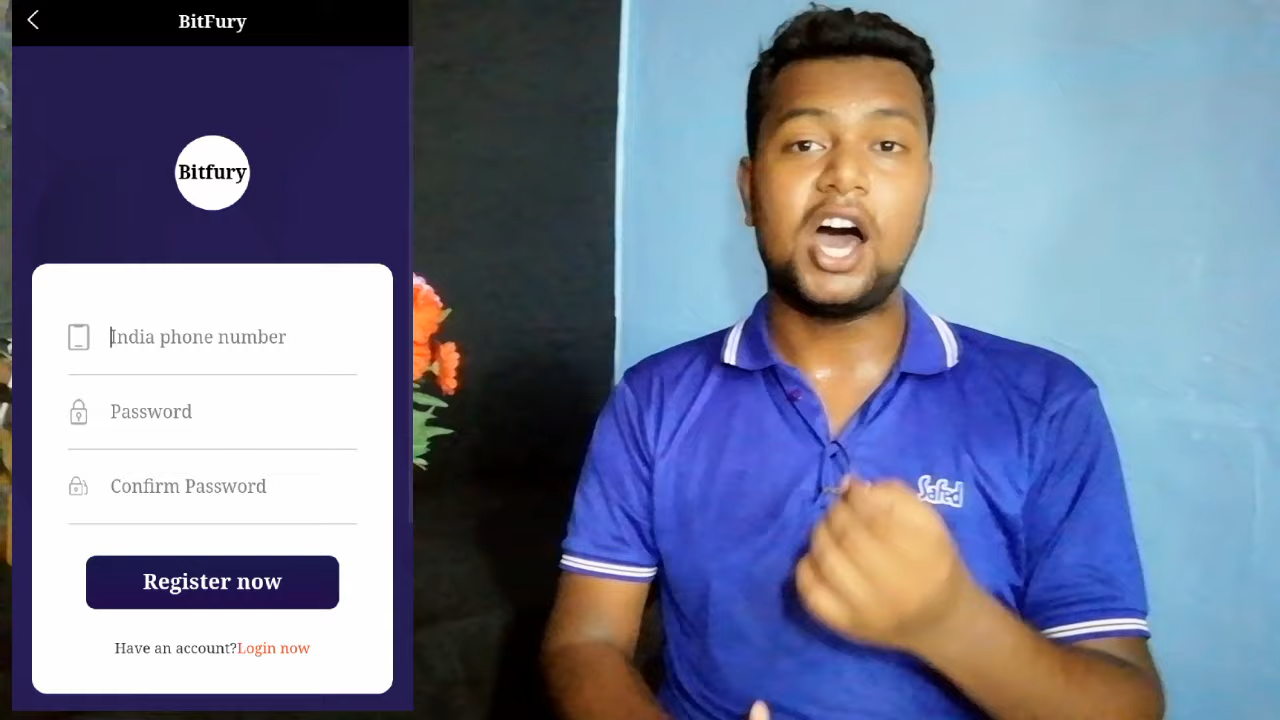 BitFury
Bitfury
India phone number
Password
Confirm Password
Register now
Have an account?Login now
Safed